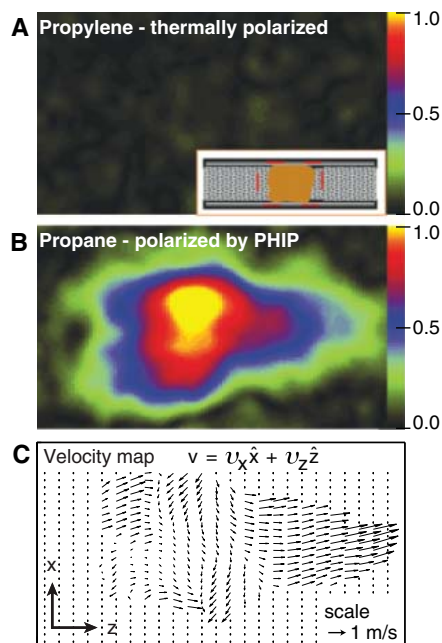 A Propylene - thermally polarized
1.0
0.5
0.0
B Propane - polarized by PHIP
1.0
0.5
0.0
C Velocity map v = υxx̂ + υzẑ
x
z
scale
→ 1 m/s